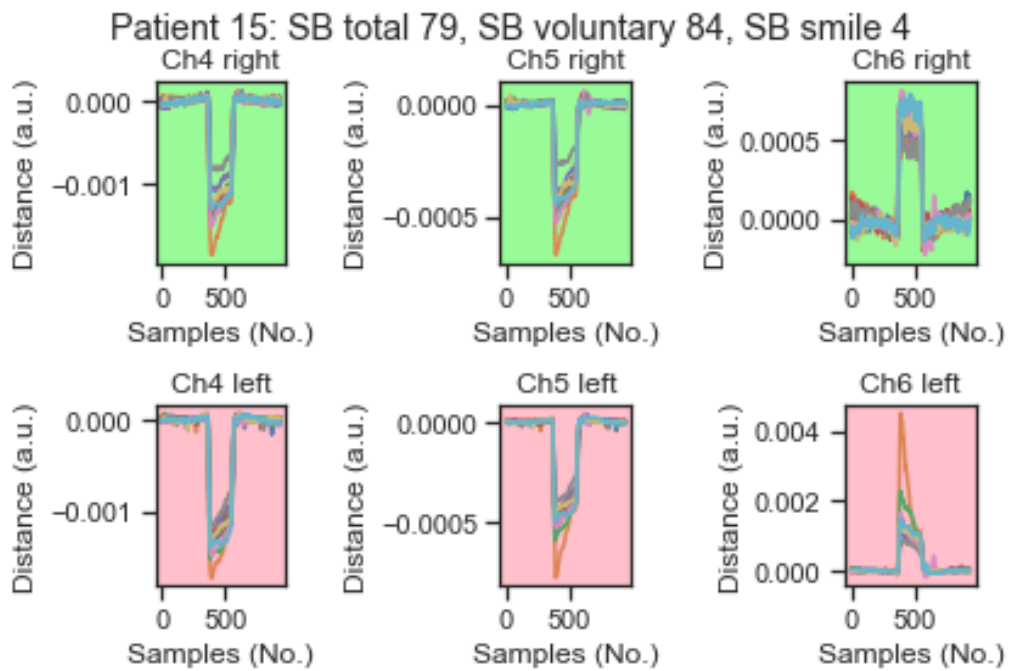 Patient 15: SB total 79, SB voluntary 84, SB smile 4
Ch4 right
Ch5 right
Ch6 right
Distance (a.u.)
0.000
−0.001
0
500
Samples (No.)
Distance (a.u.)
0.0000
−0.0005
0
500
Samples (No.)
Distance (a.u.)
0.0005
0.0000
0
500
Samples (No.)
Ch4 left
Ch5 left
Ch6 left
Distance (a.u.)
0.000
−0.001
0
500
Samples (No.)
Distance (a.u.)
0.0000
−0.0005
0
500
Samples (No.)
Distance (a.u.)
0.004
0.002
0.000
0
500
Samples (No.)